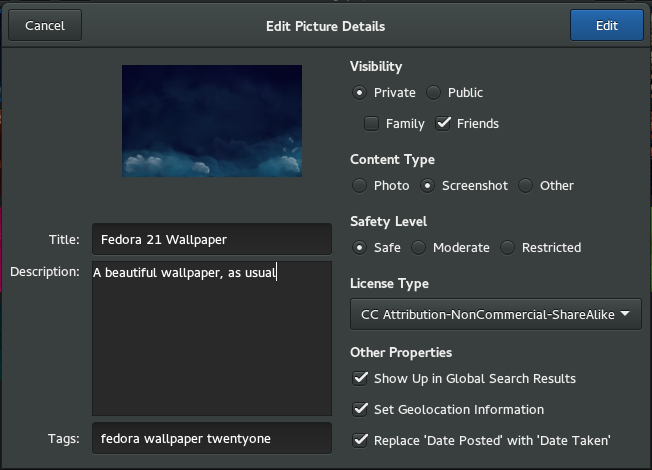 Cancel
Edit Picture Details
Edit
Visibility
Private
Public
Family
Friends
Content Type
Photo
Screenshot
Other
Title:
Fedora 21 Wallpaper
Safety Level
Safe
Moderate
Restricted
Description:
A beautiful wallpaper, as usual
License Type
CC Attribution-NonCommercial-ShareAlike
Other Properties
Show Up in Global Search Results
Set Geolocation Information
Tags:
fedora wallpaper twentyone
Replace 'Date Posted' with 'Date Taken'